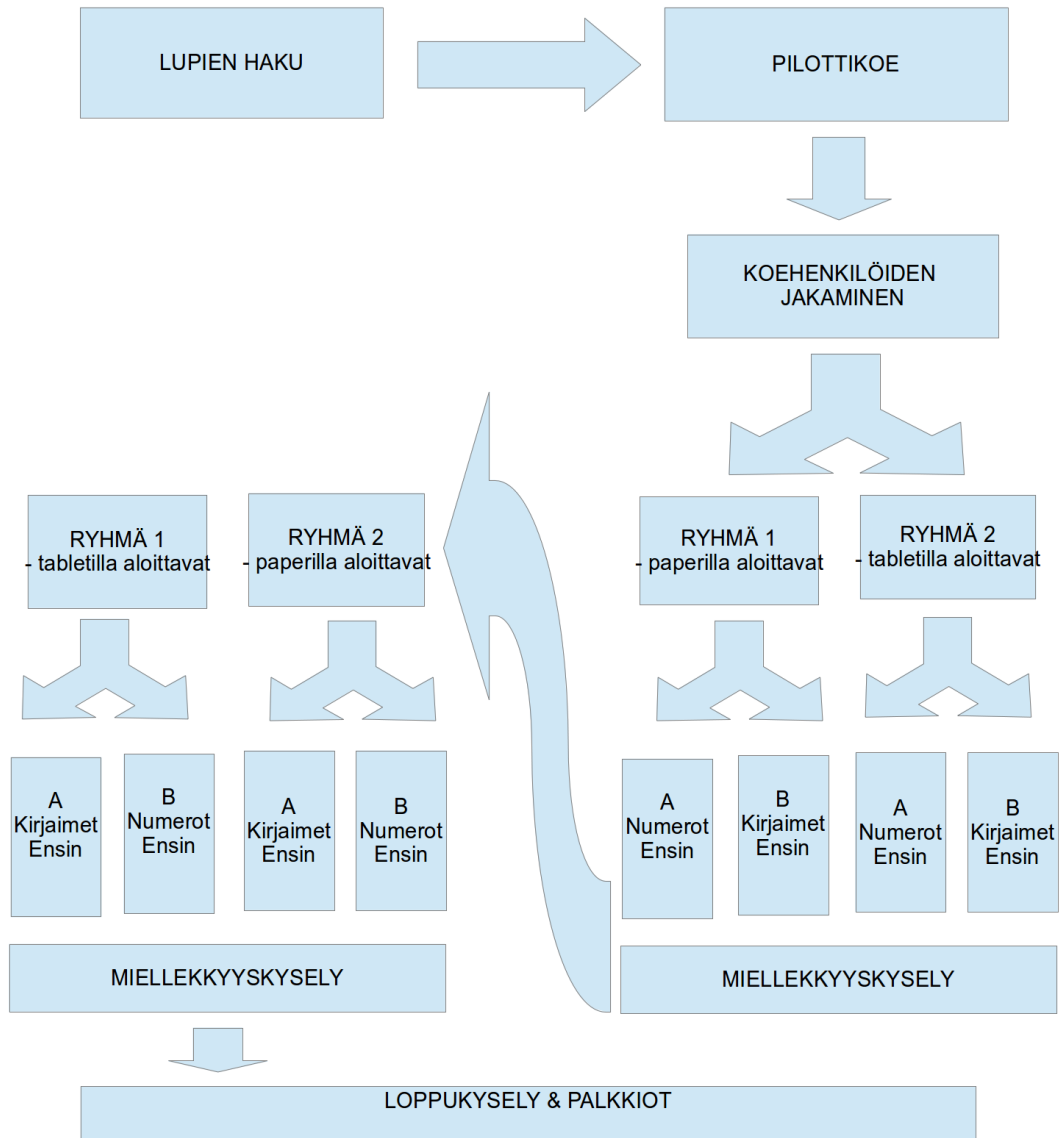 LUPIEN HAKU
PILOTTIKOE
KOEHENKILÖIDEN
JAKAMINEN
RYHMÄ 1
- paperilla aloittavat
RYHMÄ 2
- tabletilla aloittavat
A
Numerot
Ensin
B
Kirjaimet
Ensin
A
Numerot
Ensin
B
Kirjaimet
Ensin
MIELLEKKYYSKYSELY
RYHMÄ 1
- tabletilla aloittavat
RYHMÄ 2
- paperilla aloittavat
A
Kirjaimet
Ensin
B
Numerot
Ensin
A
Kirjaimet
Ensin
B
Numerot
Ensin
MIELLEKKYYSKYSELY
LOPPUKYSELY & PALKKIOT